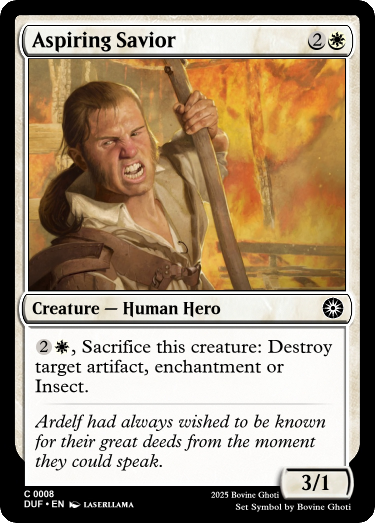 Aspiring Savior 2
Creature — Human Hero
2, Sacrifice this creature: Destroy
target artifact, enchantment or
Insect.
Ardelf had always wished to be known
for their great deeds from the moment
they could speak.
3/1
C 0008
DUF • EN LASERLLAMA
2025 Bovine Ghoti
Set Symbol by Bovine Ghoti